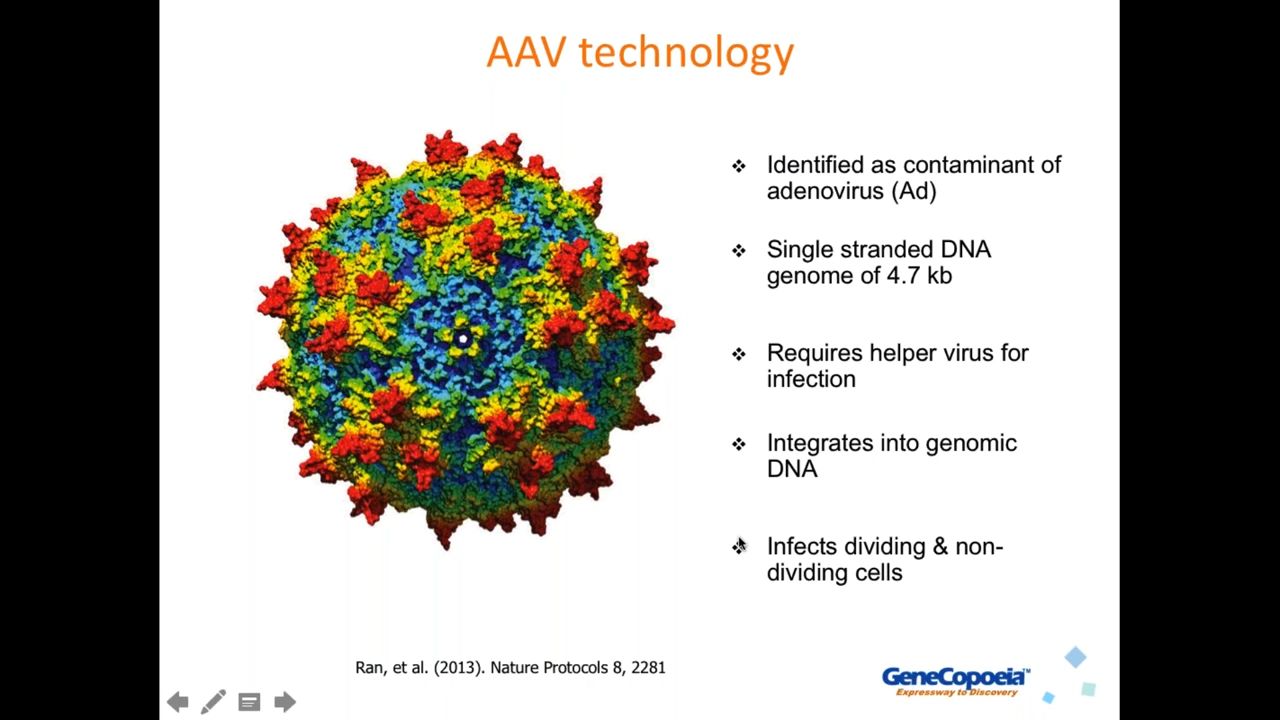 AAV technology
❖ Identified as contaminant of
adenovirus (Ad)
❖ Single stranded DNA
genome of 4.7 kb
❖ Requires helper virus for
infection
❖ Integrates into genomic
DNA
❖ Infects dividing & non-
dividing cells
Ran, et al. (2013). Nature Protocols 8, 2281
GeneCopoeia™
Expressway to Discovery